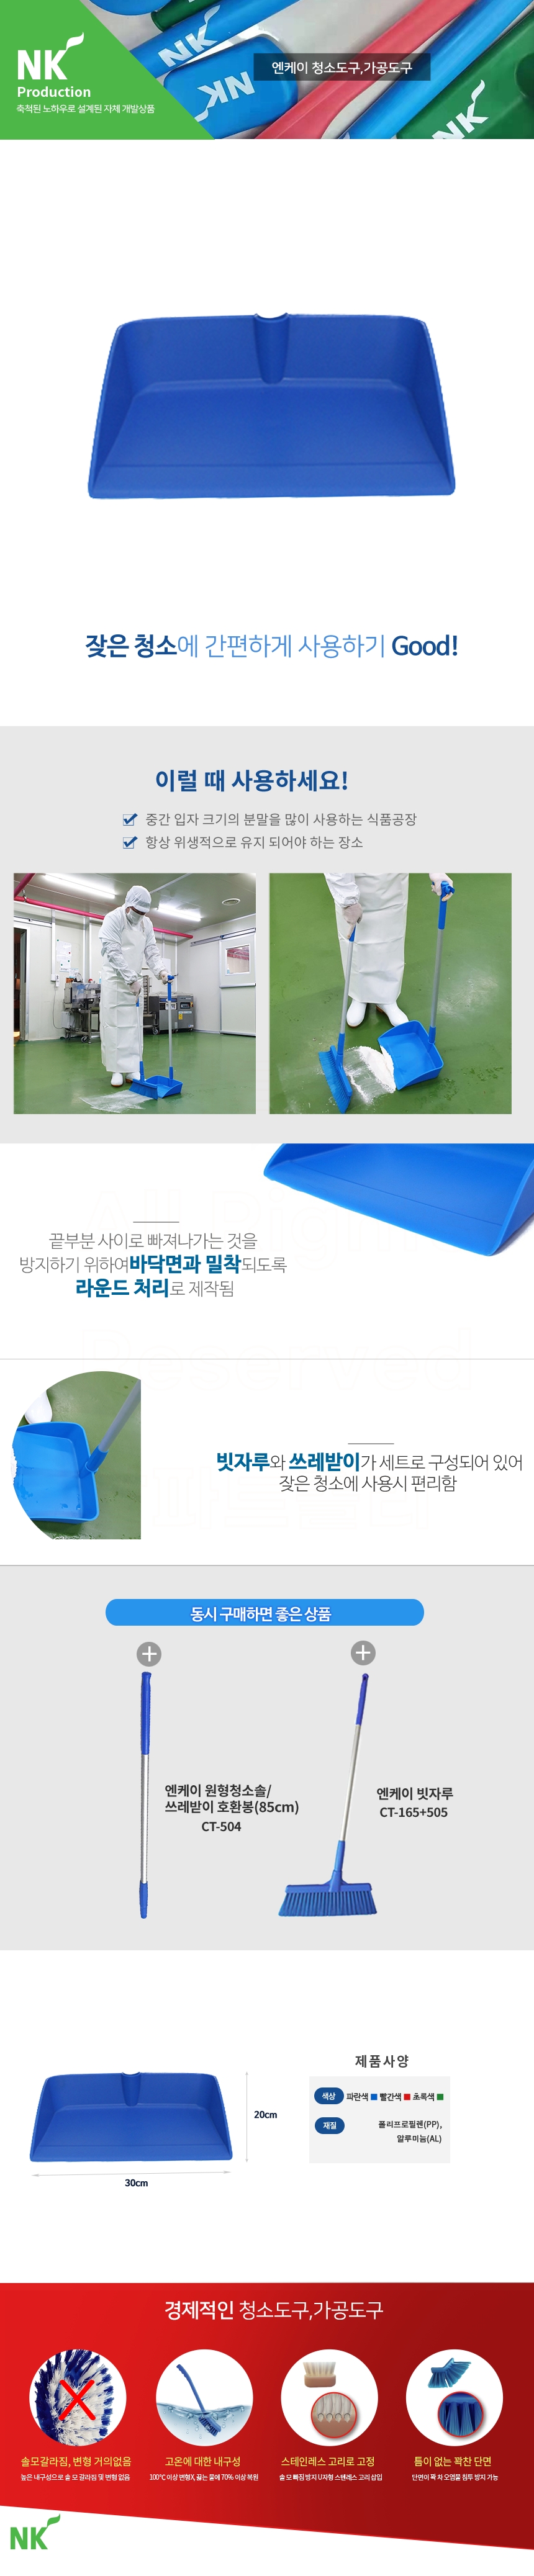 NK
Production
축적된 노하우로 설계된 자체 개발상품
엔케이 청소도구,가공도구
NK
NK
NK
잦은 청소에 간편하게 사용하기 Good!
이럴 때 사용하세요!
중간 입자 크기의 분말을 많이 사용하는 식품공장
항상 위생적으로 유지 되어야 하는 장소
끝부분 사이로 빠져나가는 것을
방지하기 위하여 바닥면과 밀착되도록
라운드 처리로 제작됨
빗자루와 쓰레받이가 세트로 구성되어 있어
잦은 청소에 사용시 편리함
동시 구매하면 좋은 상품
엔케이 원형청소솔/
쓰레받이 호환봉(85cm)
CT-504
엔케이 빗자루
CT-165+505
제품사양
색상 파란색 빨간색 초록색
재질 폴리프로필렌(PP),
알루미늄(AL)
20cm
30cm
경제적인 청소도구,가공도구
솔모갈라짐, 변형 거의없음
높은 내구성으로 솔 모 갈라짐 및 변형 없음
고온에 대한 내구성
100℃ 이상 변형X, 끓는 물에 70% 이상 복원
스테인레스 고리로 고정
솔 모 빠짐 방지 U자형 스텐레스 고리 삽입
틈이 없는 꽉찬 단면
단면이 꽉 차 오염물 침투 방지 가능
NK